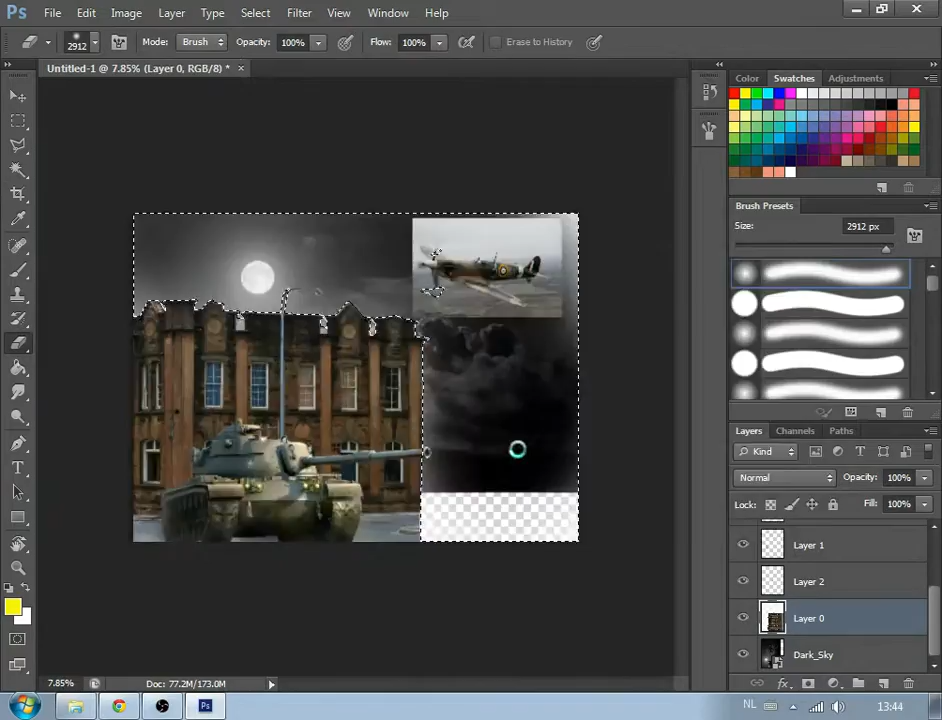 Ps File Edit Image Layer Type Select Filter View Window Help
2912 Mode: Brush Opacity: 100% Flow: 100% Erase to History
Untitled-1 @ 7.85% (Layer 0, RGB/8) * ×
Color Swatches Adjustments
Brush Presets
Size: 2912 px
Layers Channels Paths
Kind
Normal Opacity: 100%
Lock: Fill: 100%
Layer 1
Layer 2
Layer 0
Dark_Sky
7.85% Doc: 77.2M/173.0M
Ps NL 13:44